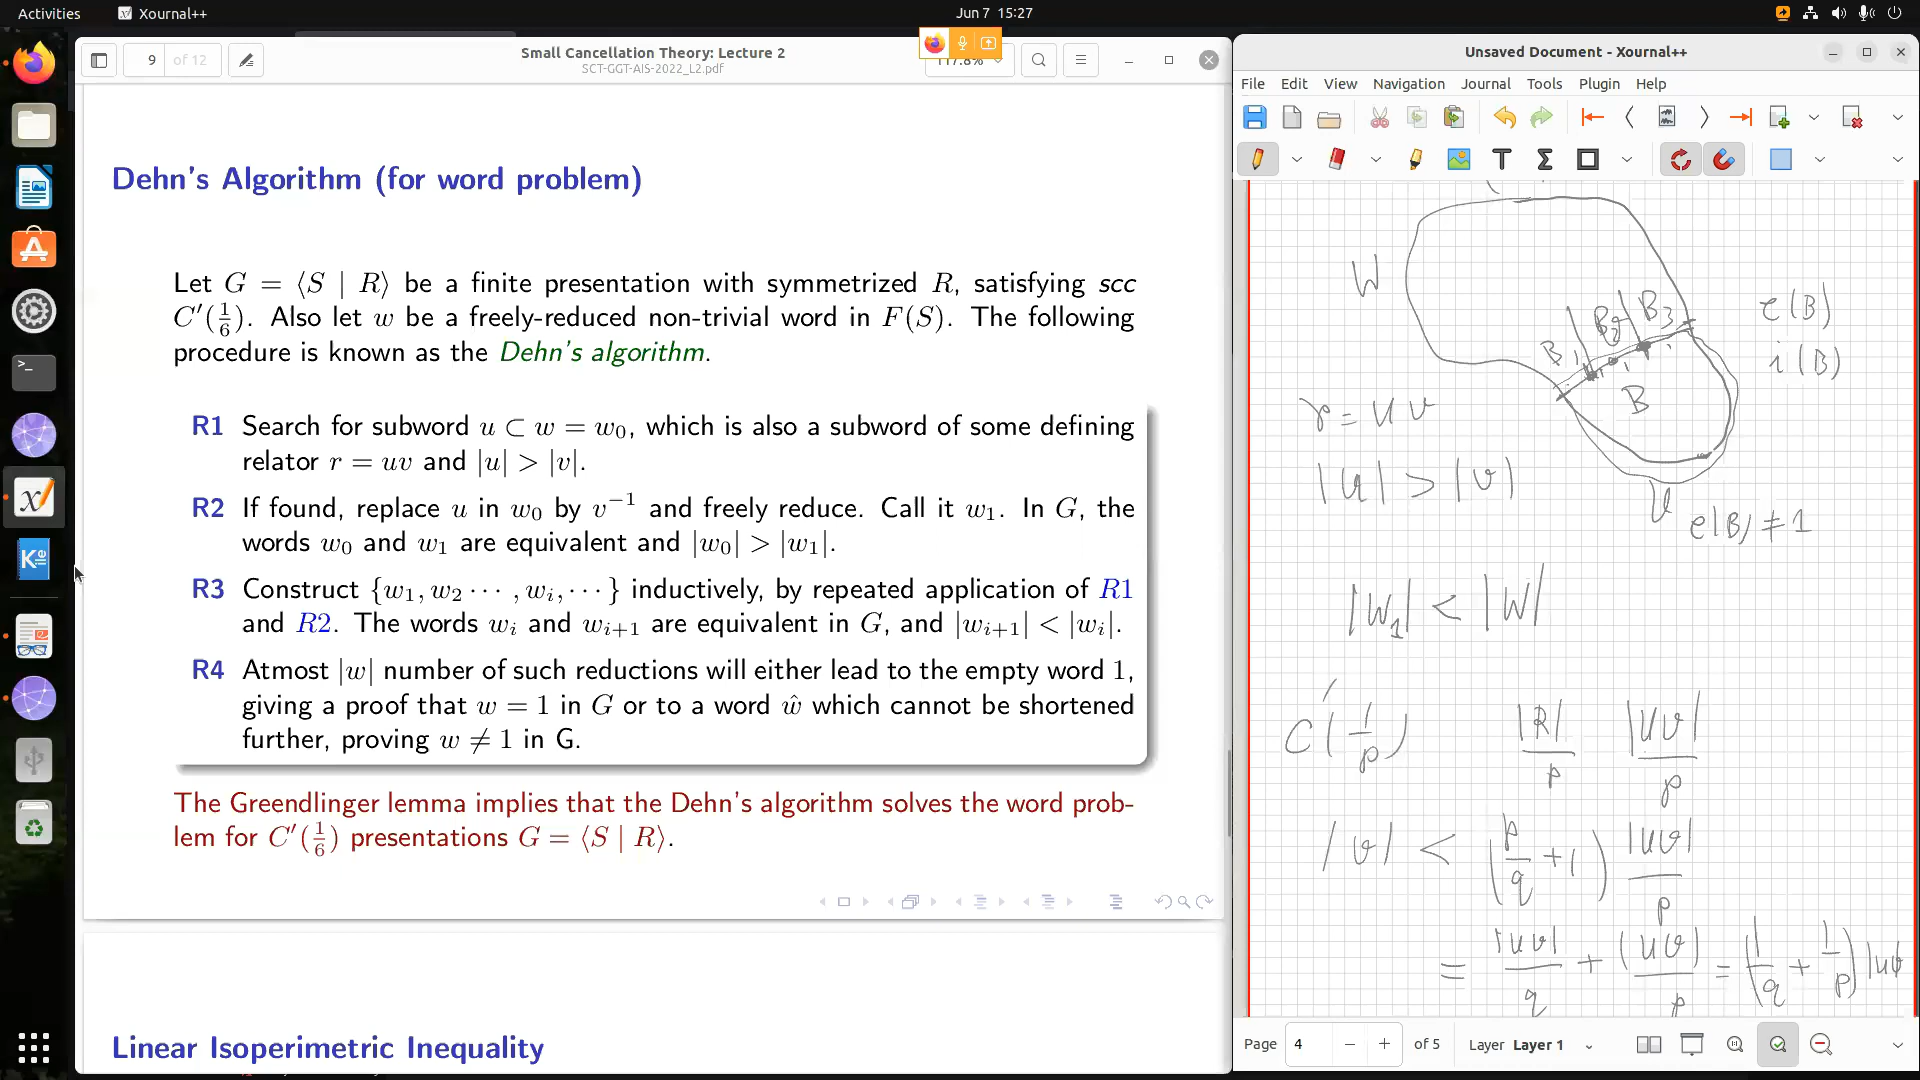 Activities
Xournal++
Jun 7 15:27
9 of 12
Small Cancellation Theory: Lecture 2
SCT-GGT-AIS-2022_L2.pdf
117.8%
Dehn's Algorithm (for word problem)
Let G = ⟨S | R⟩ be a finite presentation with symmetrized R, satisfying scc
C′(1/6). Also let w be a freely-reduced non-trivial word in F(S). The following
procedure is known as the Dehn's algorithm.
R1 Search for subword u ⊂ w = w₀, which is also a subword of some defining
relator r = uv and |u| > |v|.
R2 If found, replace u in w₀ by v⁻¹ and freely reduce. Call it w₁. In G, the
words w₀ and w₁ are equivalent and |w₀| > |w₁|.
R3 Construct {w₁, w₂ ⋯ , wᵢ, ⋯ } inductively, by repeated application of R1
and R2. The words wᵢ and wᵢ₊₁ are equivalent in G, and |wᵢ₊₁| < |wᵢ|.
R4 Atmost |w| number of such reductions will either lead to the empty word 1,
giving a proof that w = 1 in G or to a word ŵ which cannot be shortened
further, proving w ≠ 1 in G.
The Greendlinger lemma implies that the Dehn's algorithm solves the word prob-
lem for C′(1/6) presentations G = ⟨S | R⟩.
Linear Isoperimetric Inequality
Unsaved Document - Xournal++
File Edit View Navigation Journal Tools Plugin Help
W
B₁ B₂ B₃
e(B)
i(B)
B
r = u v
|u| > |v|
U
e(B) ≠ 1
|W₁| < |W|
C′(1/p) |R|/p |uv|/p
|v| < (p/q + 1) |uv|/p
= |uv|/q + |uv|/p = (1/q + 1/p) |uv
Page 4 of 5 Layer Layer 1